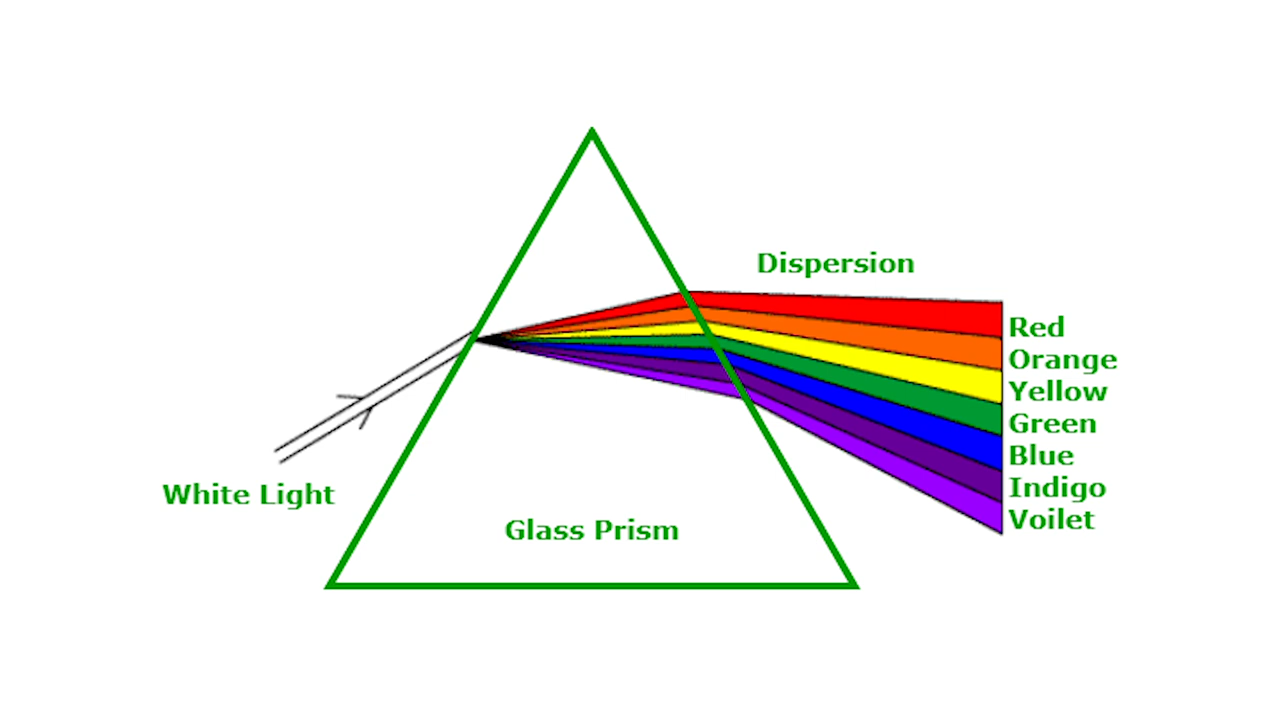 Dispersion
Red
Orange
Yellow
Green
Blue
Indigo
Voilet
White Light
Glass Prism